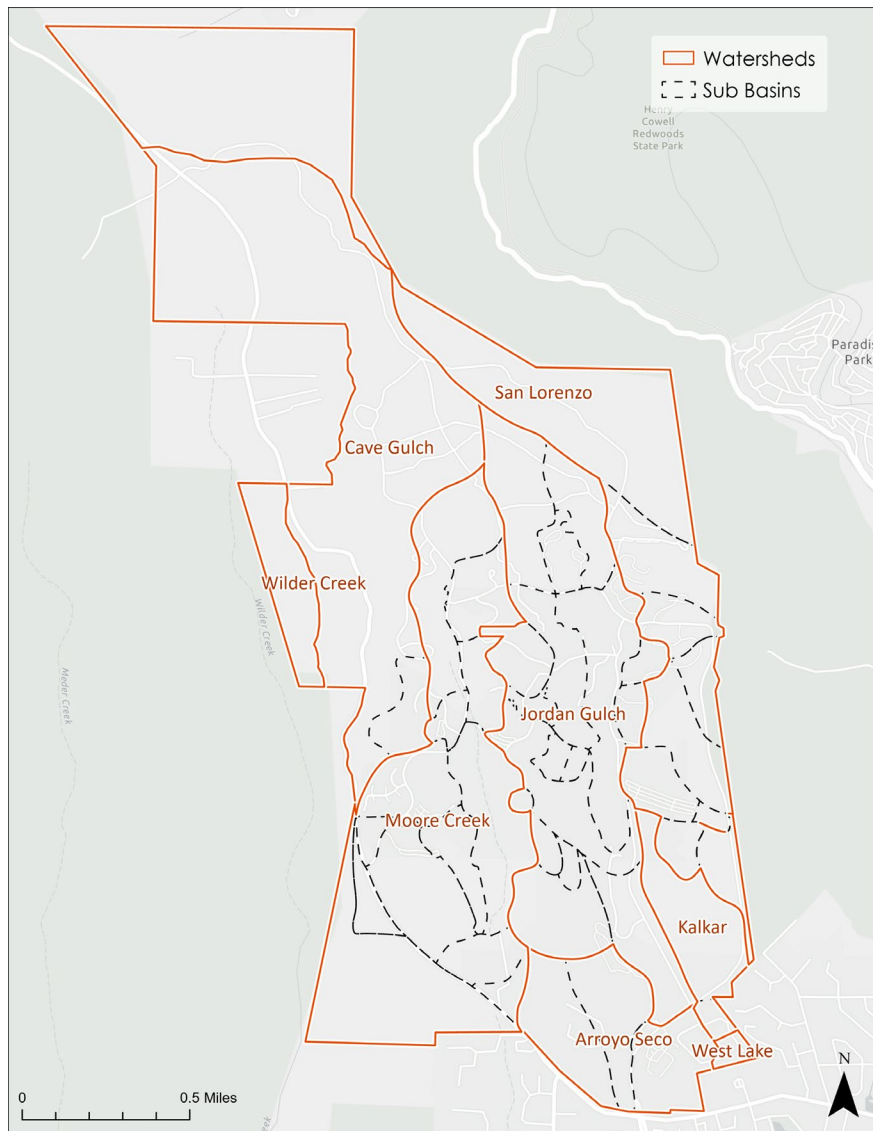 Watersheds
Sub Basins
Henry
Cowell
Redwoods
State Park
Paradis
Park
San Lorenzo
Cave Gulch
Wilder Creek
Wilder Creek
Meder Creek
Jordan Gulch
Moore Creek
Kalkar
Arroyo Seco
West Lake
N
0
0.5 Miles